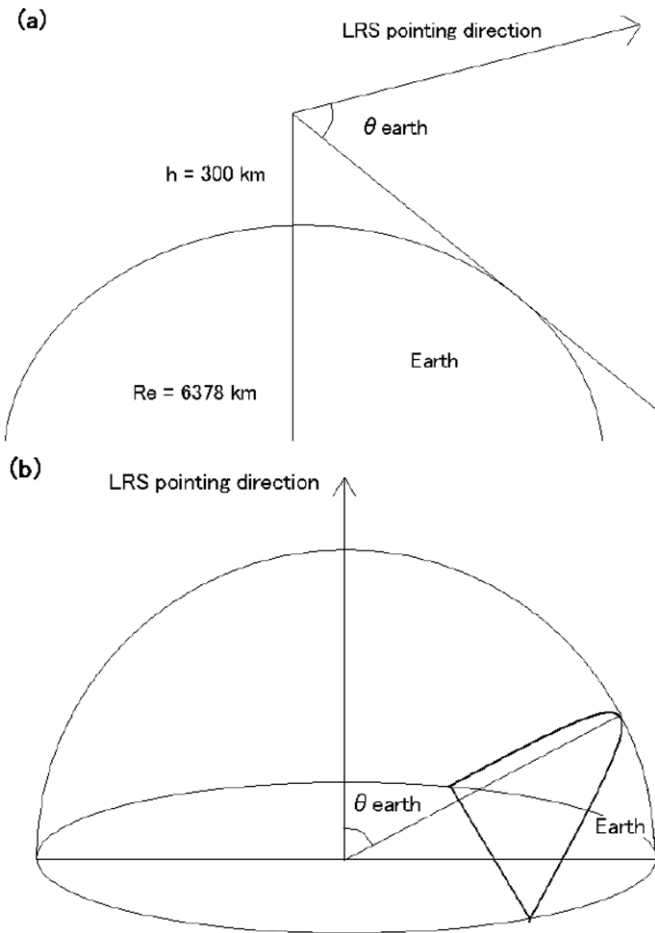 (a)
LRS pointing direction
θ earth
h = 300 km
Earth
Re = 6378 km
(b)
LRS pointing direction
θ earth
Earth